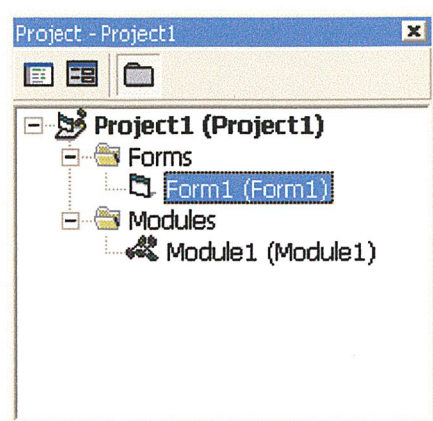 Project - Project1
Project1 (Project1)
Forms
Form1 (Form1)
Modules
Module1 (Module1)